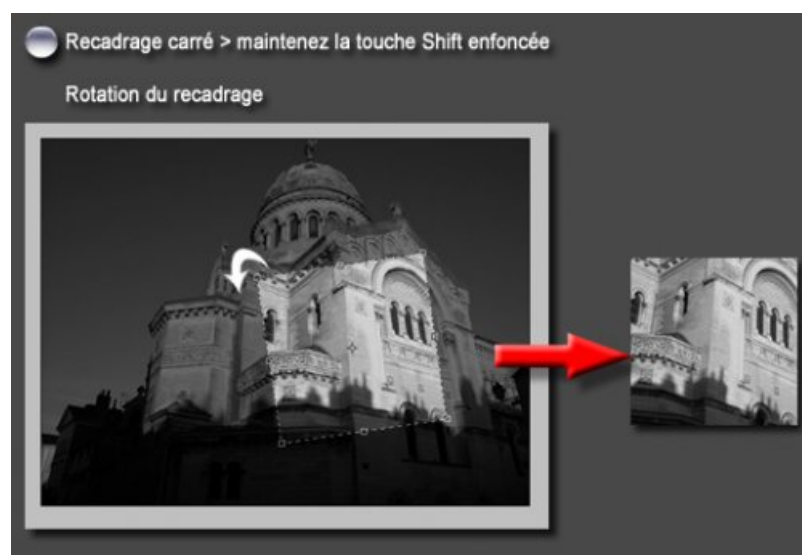 Recadrage carré > maintenez la touche Shift enfoncée
Rotation du recadrage